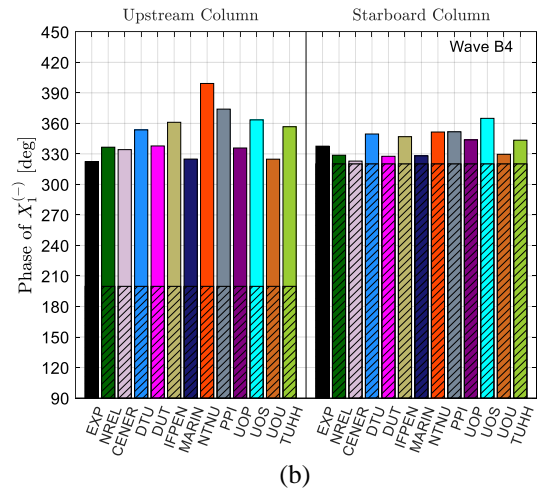 Upstream Column Starboard Column
Wave B4
Phase of X₁⁽⁻⁾ [deg]
450
420
390
360
330
300
270
240
210
180
150
120
90
EXP NREL CENER DTU DUT IFPEN MARIN NTNU PPI UOP UOS UOU TUHH EXP NREL CENER DTU DUT IFPEN MARIN NTNU PPI UOP UOS UOU TUHH
(b)